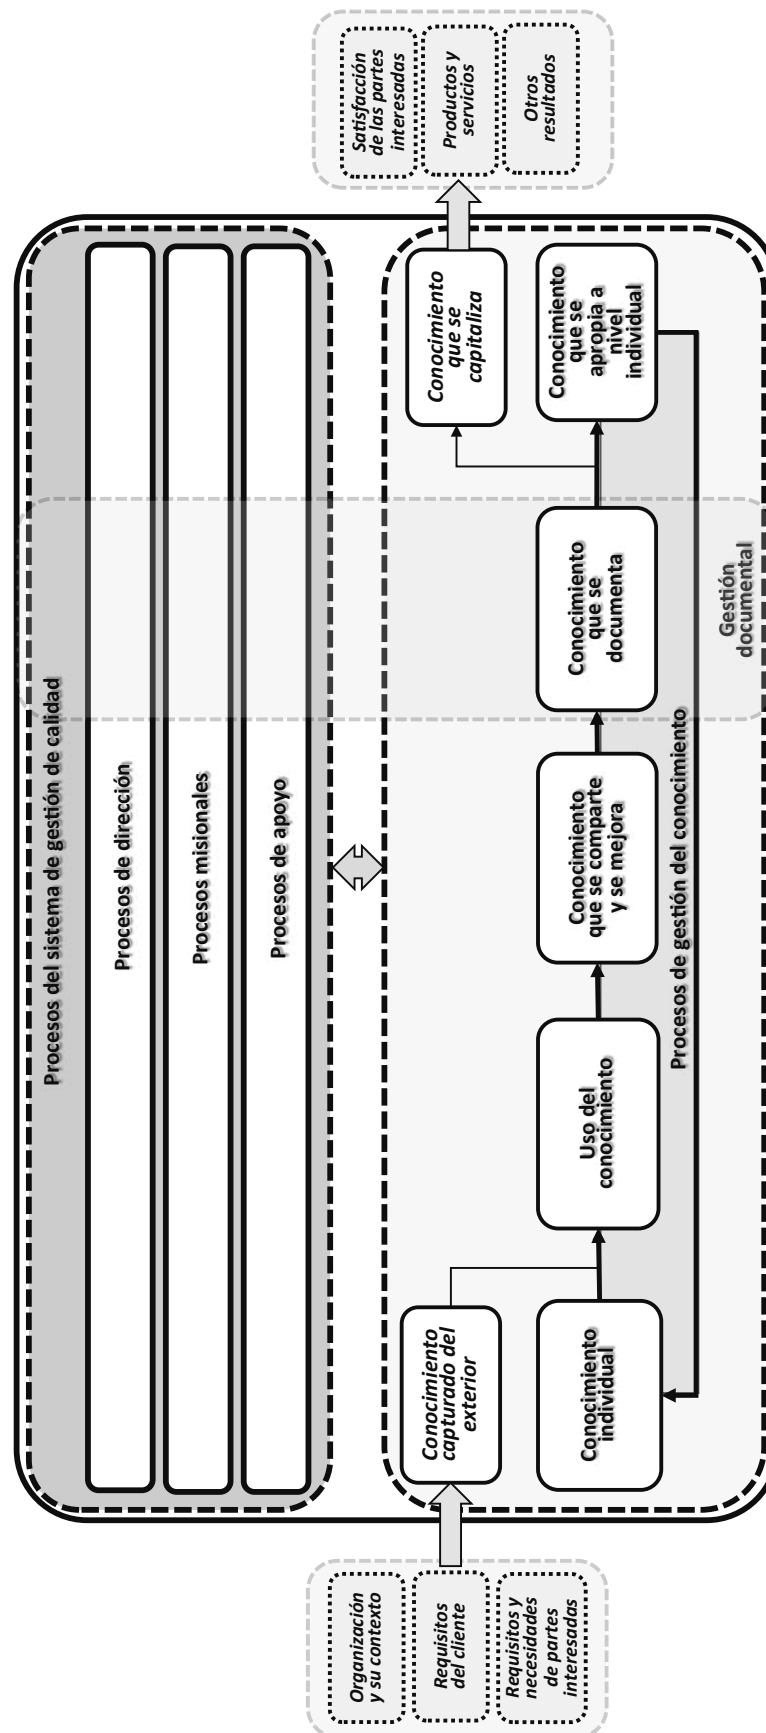 Organización
y su contexto
Requisitos
del cliente
Requisitos y
necesidades
de partes
interesadas
Procesos del sistema de gestión de calidad
Procesos de dirección
Procesos misionales
Procesos de apoyo
Conocimiento
capturado del
exterior
Conocimiento
individual
Uso del
conocimiento
Conocimiento
que se comparte
y se mejora
Conocimiento
que se
documenta
Conocimiento
que se
capitaliza
Conocimiento
que se
apropia a
nivel
individual
Procesos de gestión del conocimiento
Gestión
documental
Satisfacción
de las partes
interesadas
Productos y
servicios
Otros
resultados